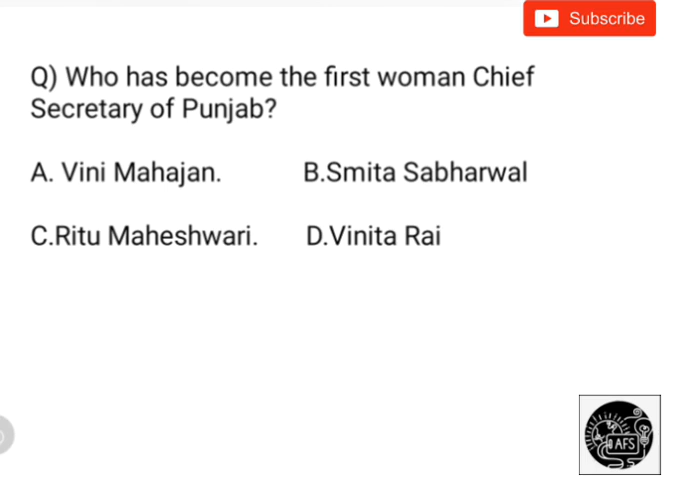 Subscribe
Q) Who has become the first woman Chief
Secretary of Punjab?
A. Vini Mahajan. B.Smita Sabharwal
C.Ritu Maheshwari. D.Vinita Rai
AFS